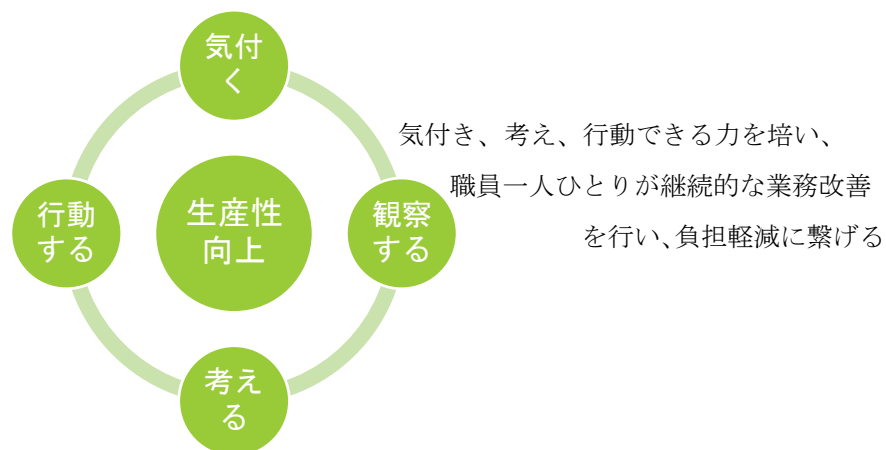 気付
く
気付き、考え、行動できる力を培い、
職員一人ひとりが継続的な業務改善
を行い、負担軽減に繋げる
行動
する
生産性
向上
観察
する
考え
る